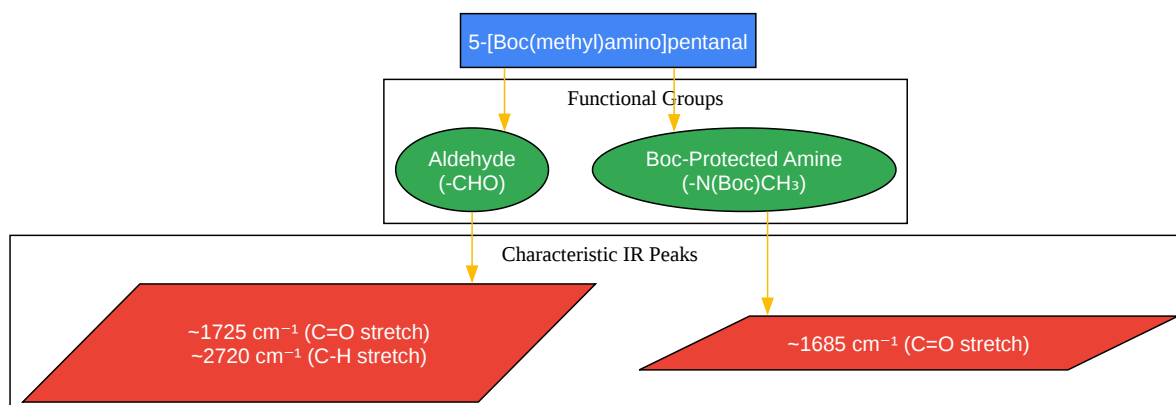 5-[Boc(methyl)amino]pentanal
Functional Groups
Aldehyde
(-CHO)
Boc-Protected Amine
(-N(Boc)CH₃)
Characteristic IR Peaks
~1725 cm⁻¹ (C=O stretch)
~2720 cm⁻¹ (C-H stretch)
~1685 cm⁻¹ (C=O stretch)